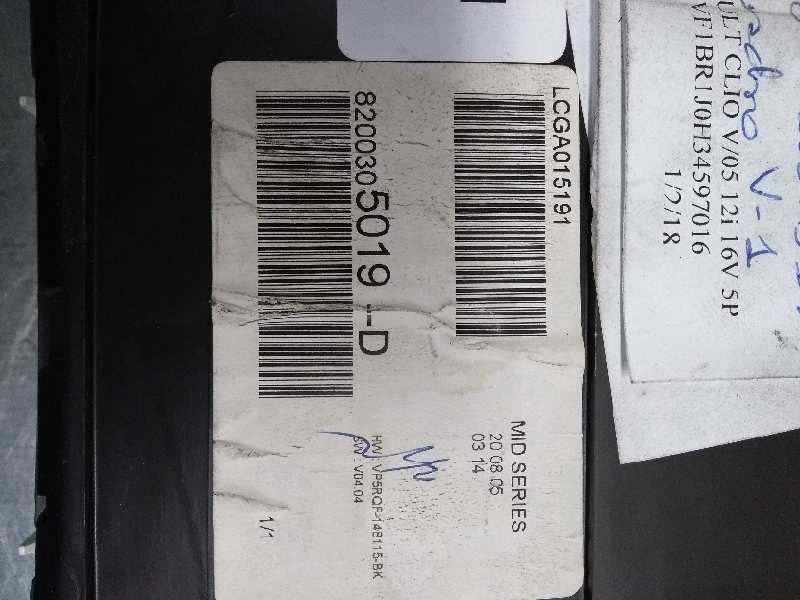 LCGA015191
8200305019 --D
MID SERIES
20 08 05
03 14
HW : VP5RQF-14B115-BK
SW : V04.04
1/1
V-1
ULT CLIO V/05 12i 16V 5P
VF1BR1J0H34597016
1/2/18